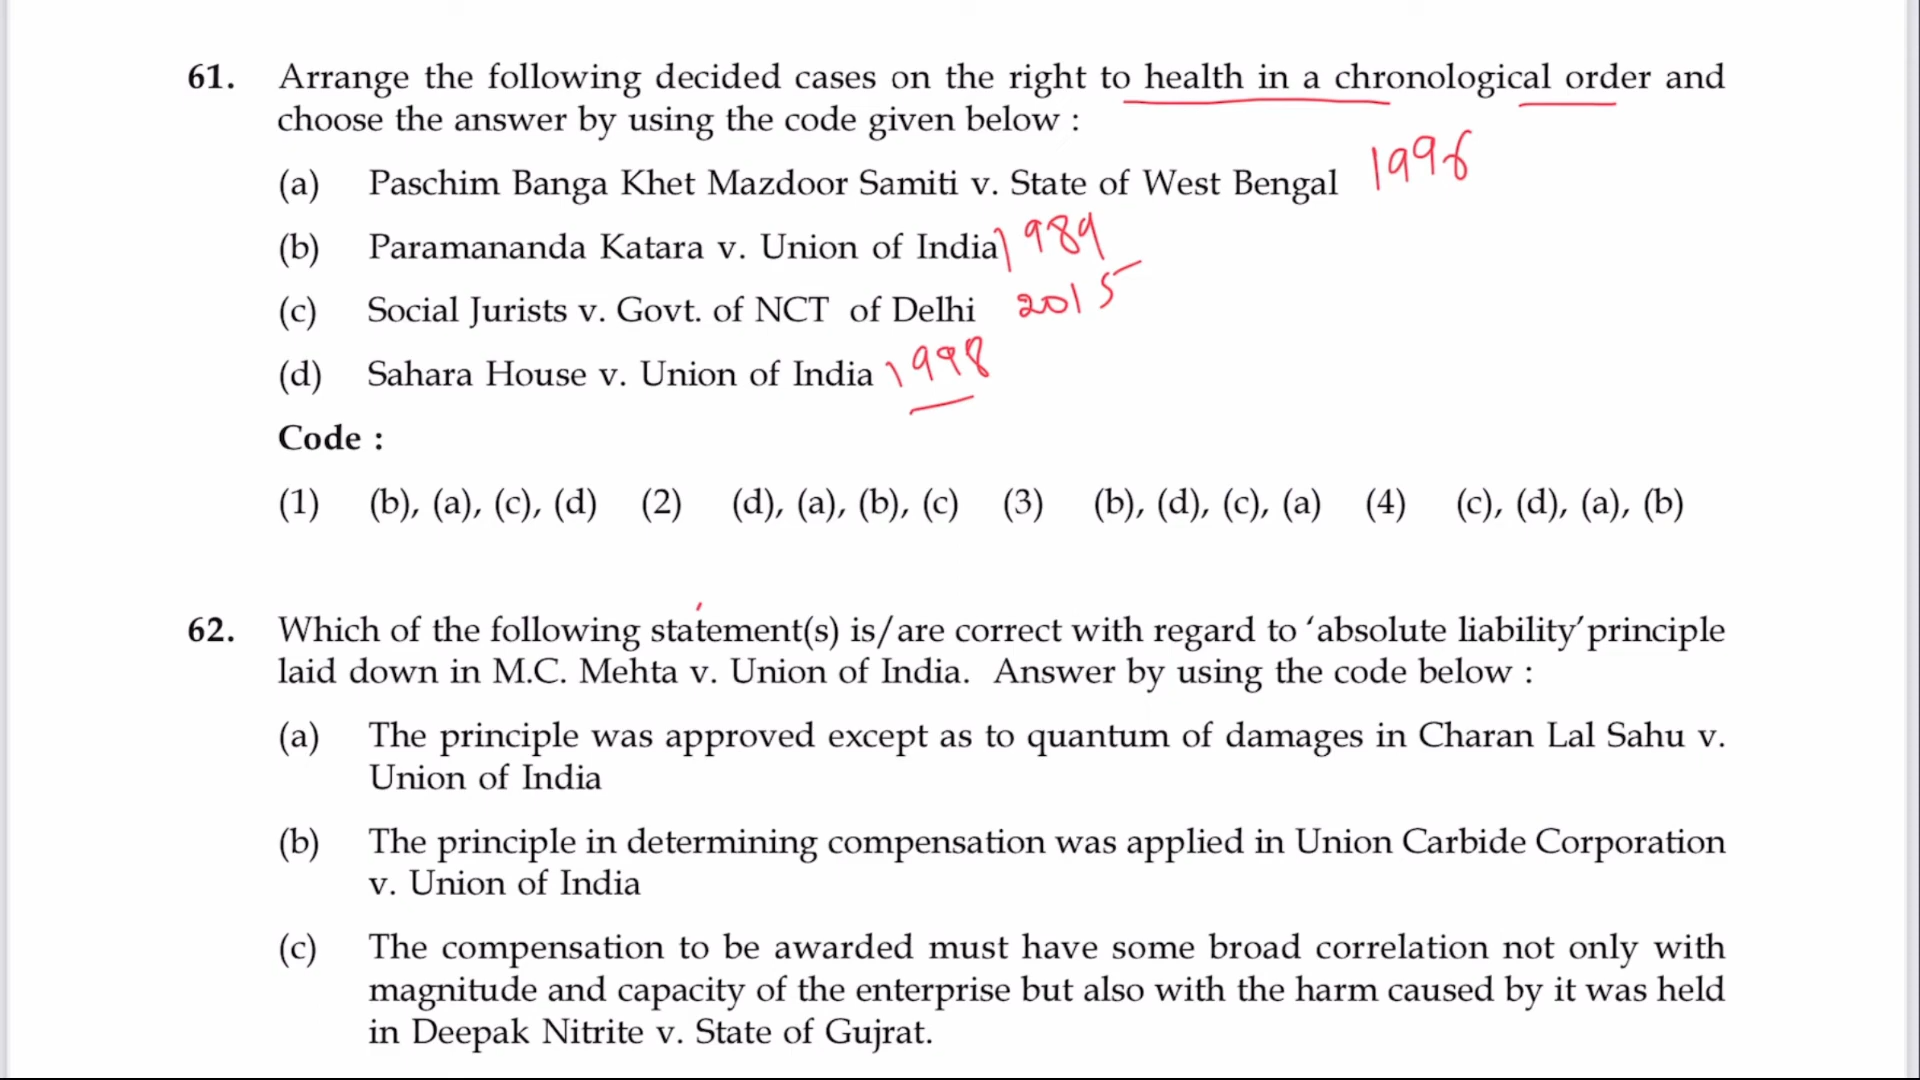 61. Arrange the following decided cases on the right to health in a chronological order and
choose the answer by using the code given below :
(a) Paschim Banga Khet Mazdoor Samiti v. State of West Bengal 1996
(b) Paramananda Katara v. Union of India 1989
(c) Social Jurists v. Govt. of NCT of Delhi 2015
(d) Sahara House v. Union of India 1998
Code :
(1) (b), (a), (c), (d) (2) (d), (a), (b), (c) (3) (b), (d), (c), (a) (4) (c), (d), (a), (b)
62. Which of the following statement(s) is/are correct with regard to ‘absolute liability’principle
laid down in M.C. Mehta v. Union of India. Answer by using the code below :
(a) The principle was approved except as to quantum of damages in Charan Lal Sahu v.
Union of India
(b) The principle in determining compensation was applied in Union Carbide Corporation
v. Union of India
(c) The compensation to be awarded must have some broad correlation not only with
magnitude and capacity of the enterprise but also with the harm caused by it was held
in Deepak Nitrite v. State of Gujrat.